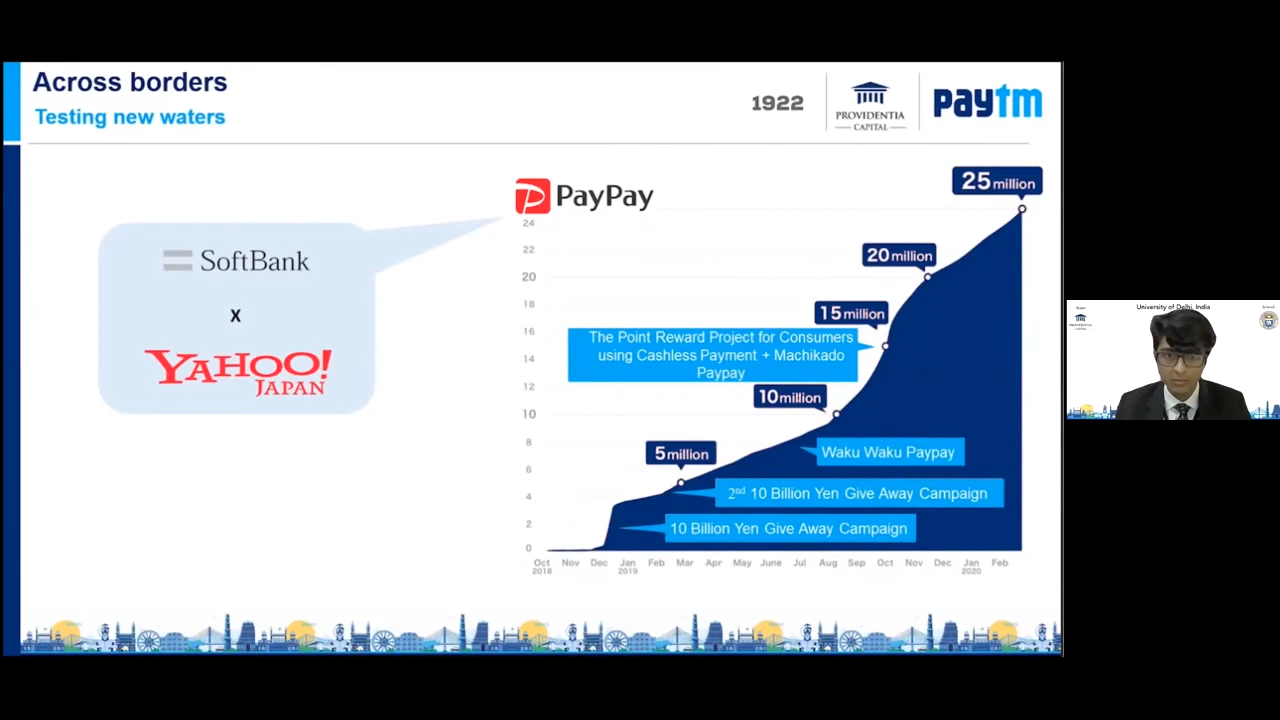 Across borders
Testing new waters
1922
PROVIDENTIA
CAPITAL
paytm
SoftBank
X
YAHOO!
JAPAN
PayPay
25 million
20 million
15 million
The Point Reward Project for Consumers
using Cashless Payment + Machikado
Paypay
10 million
5 million
Waku Waku Paypay
2nd 10 Billion Yen Give Away Campaign
10 Billion Yen Give Away Campaign
24
22
20
18
16
14
12
10
8
6
4
2
0
Oct Nov Dec Jan Feb Mar Apr May June Jul Aug Sep Oct Nov Dec Jan Feb
2018 2019 2020
University of Delhi, India